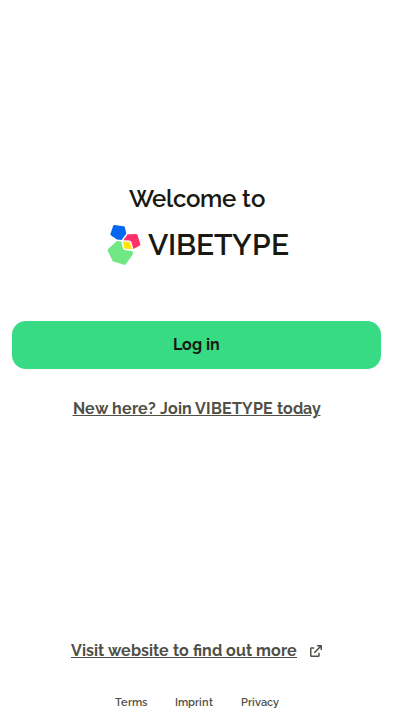 Welcome to
VIBETYPE
Log in
New here? Join VIBETYPE today
Visit website to find out more
Terms Imprint Privacy